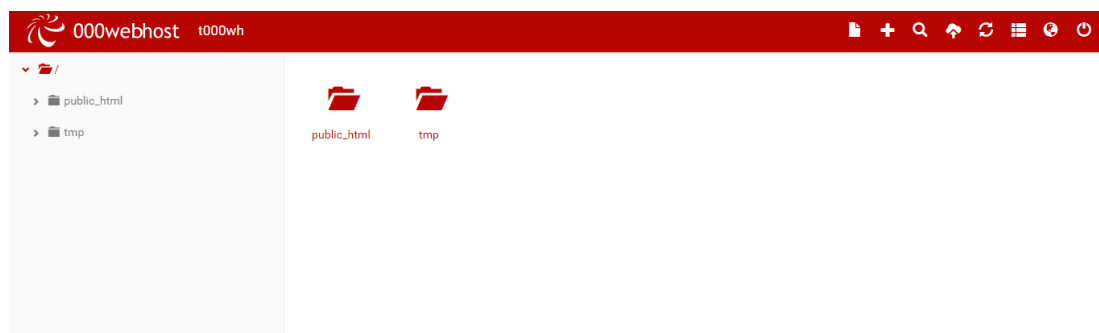 000webhost t000wh
/
public_html
tmp
public_html tmp